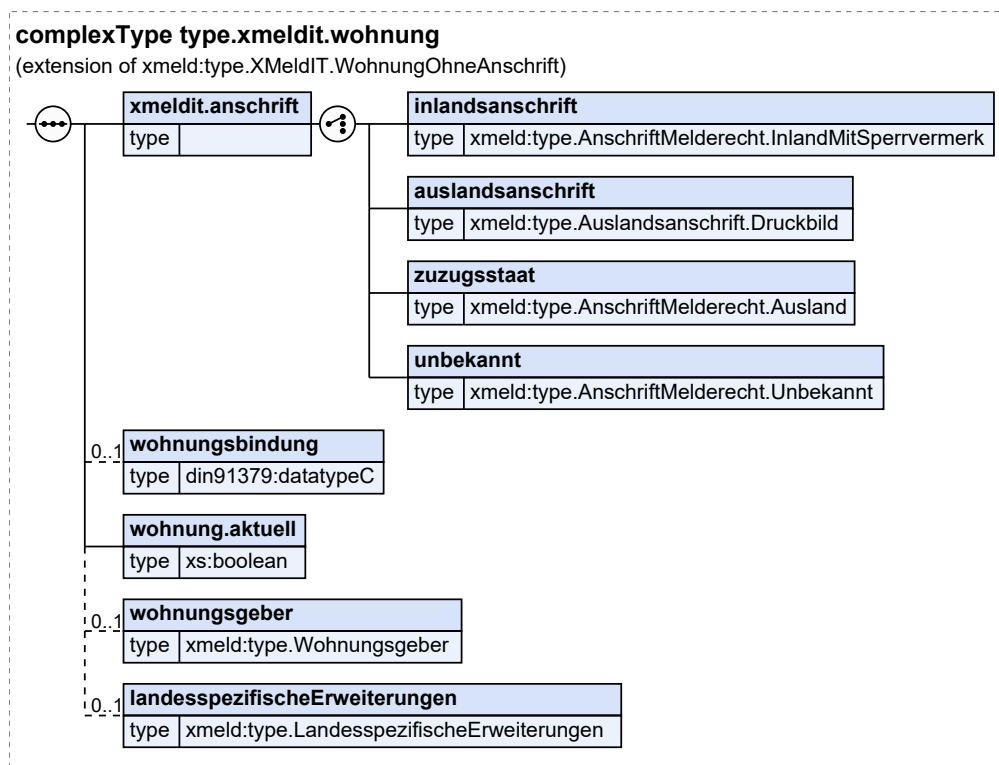 complexType type.xmeldit.wohnung
(extension of xmeld:type.XMeldIT.WohnungOhneAnschrift)
xmeldit.anschrift
type
inlandsanschrift
type xmeld:type.AnschriftMelderecht.InlandMitSperrvermerk
auslandsanschrift
type xmeld:type.Auslandsanschrift.Druckbild
zuzugsstaat
type xmeld:type.AnschriftMelderecht.Ausland
unbekannt
type xmeld:type.AnschriftMelderecht.Unbekannt
0..1 wohnungsbindung
type din91379:datatypeC
wohnung.aktuell
type xs:boolean
0..1 wohnungsgeber
type xmeld:type.Wohnungsgeber
0..1 landesspezifischeErweiterungen
type xmeld:type.LandesspezifischeErweiterungen